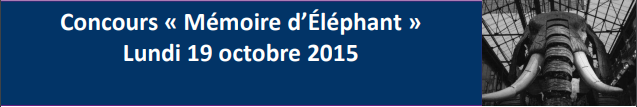 Concours « Mémoire d’Éléphant »
Lundi 19 octobre 2015